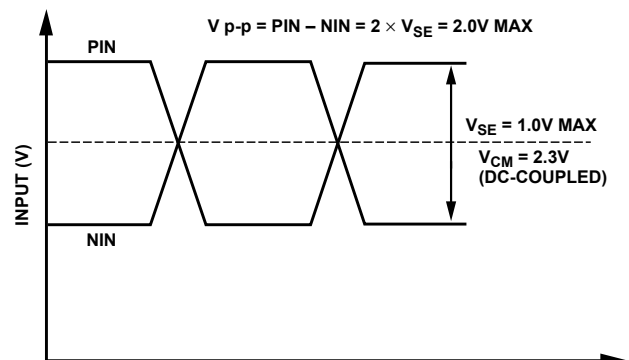 V p-p = PIN – NIN = 2 × VSE = 2.0V MAX
PIN
VSE = 1.0V MAX
VCM = 2.3V
(DC-COUPLED)
INPUT (V)
NIN